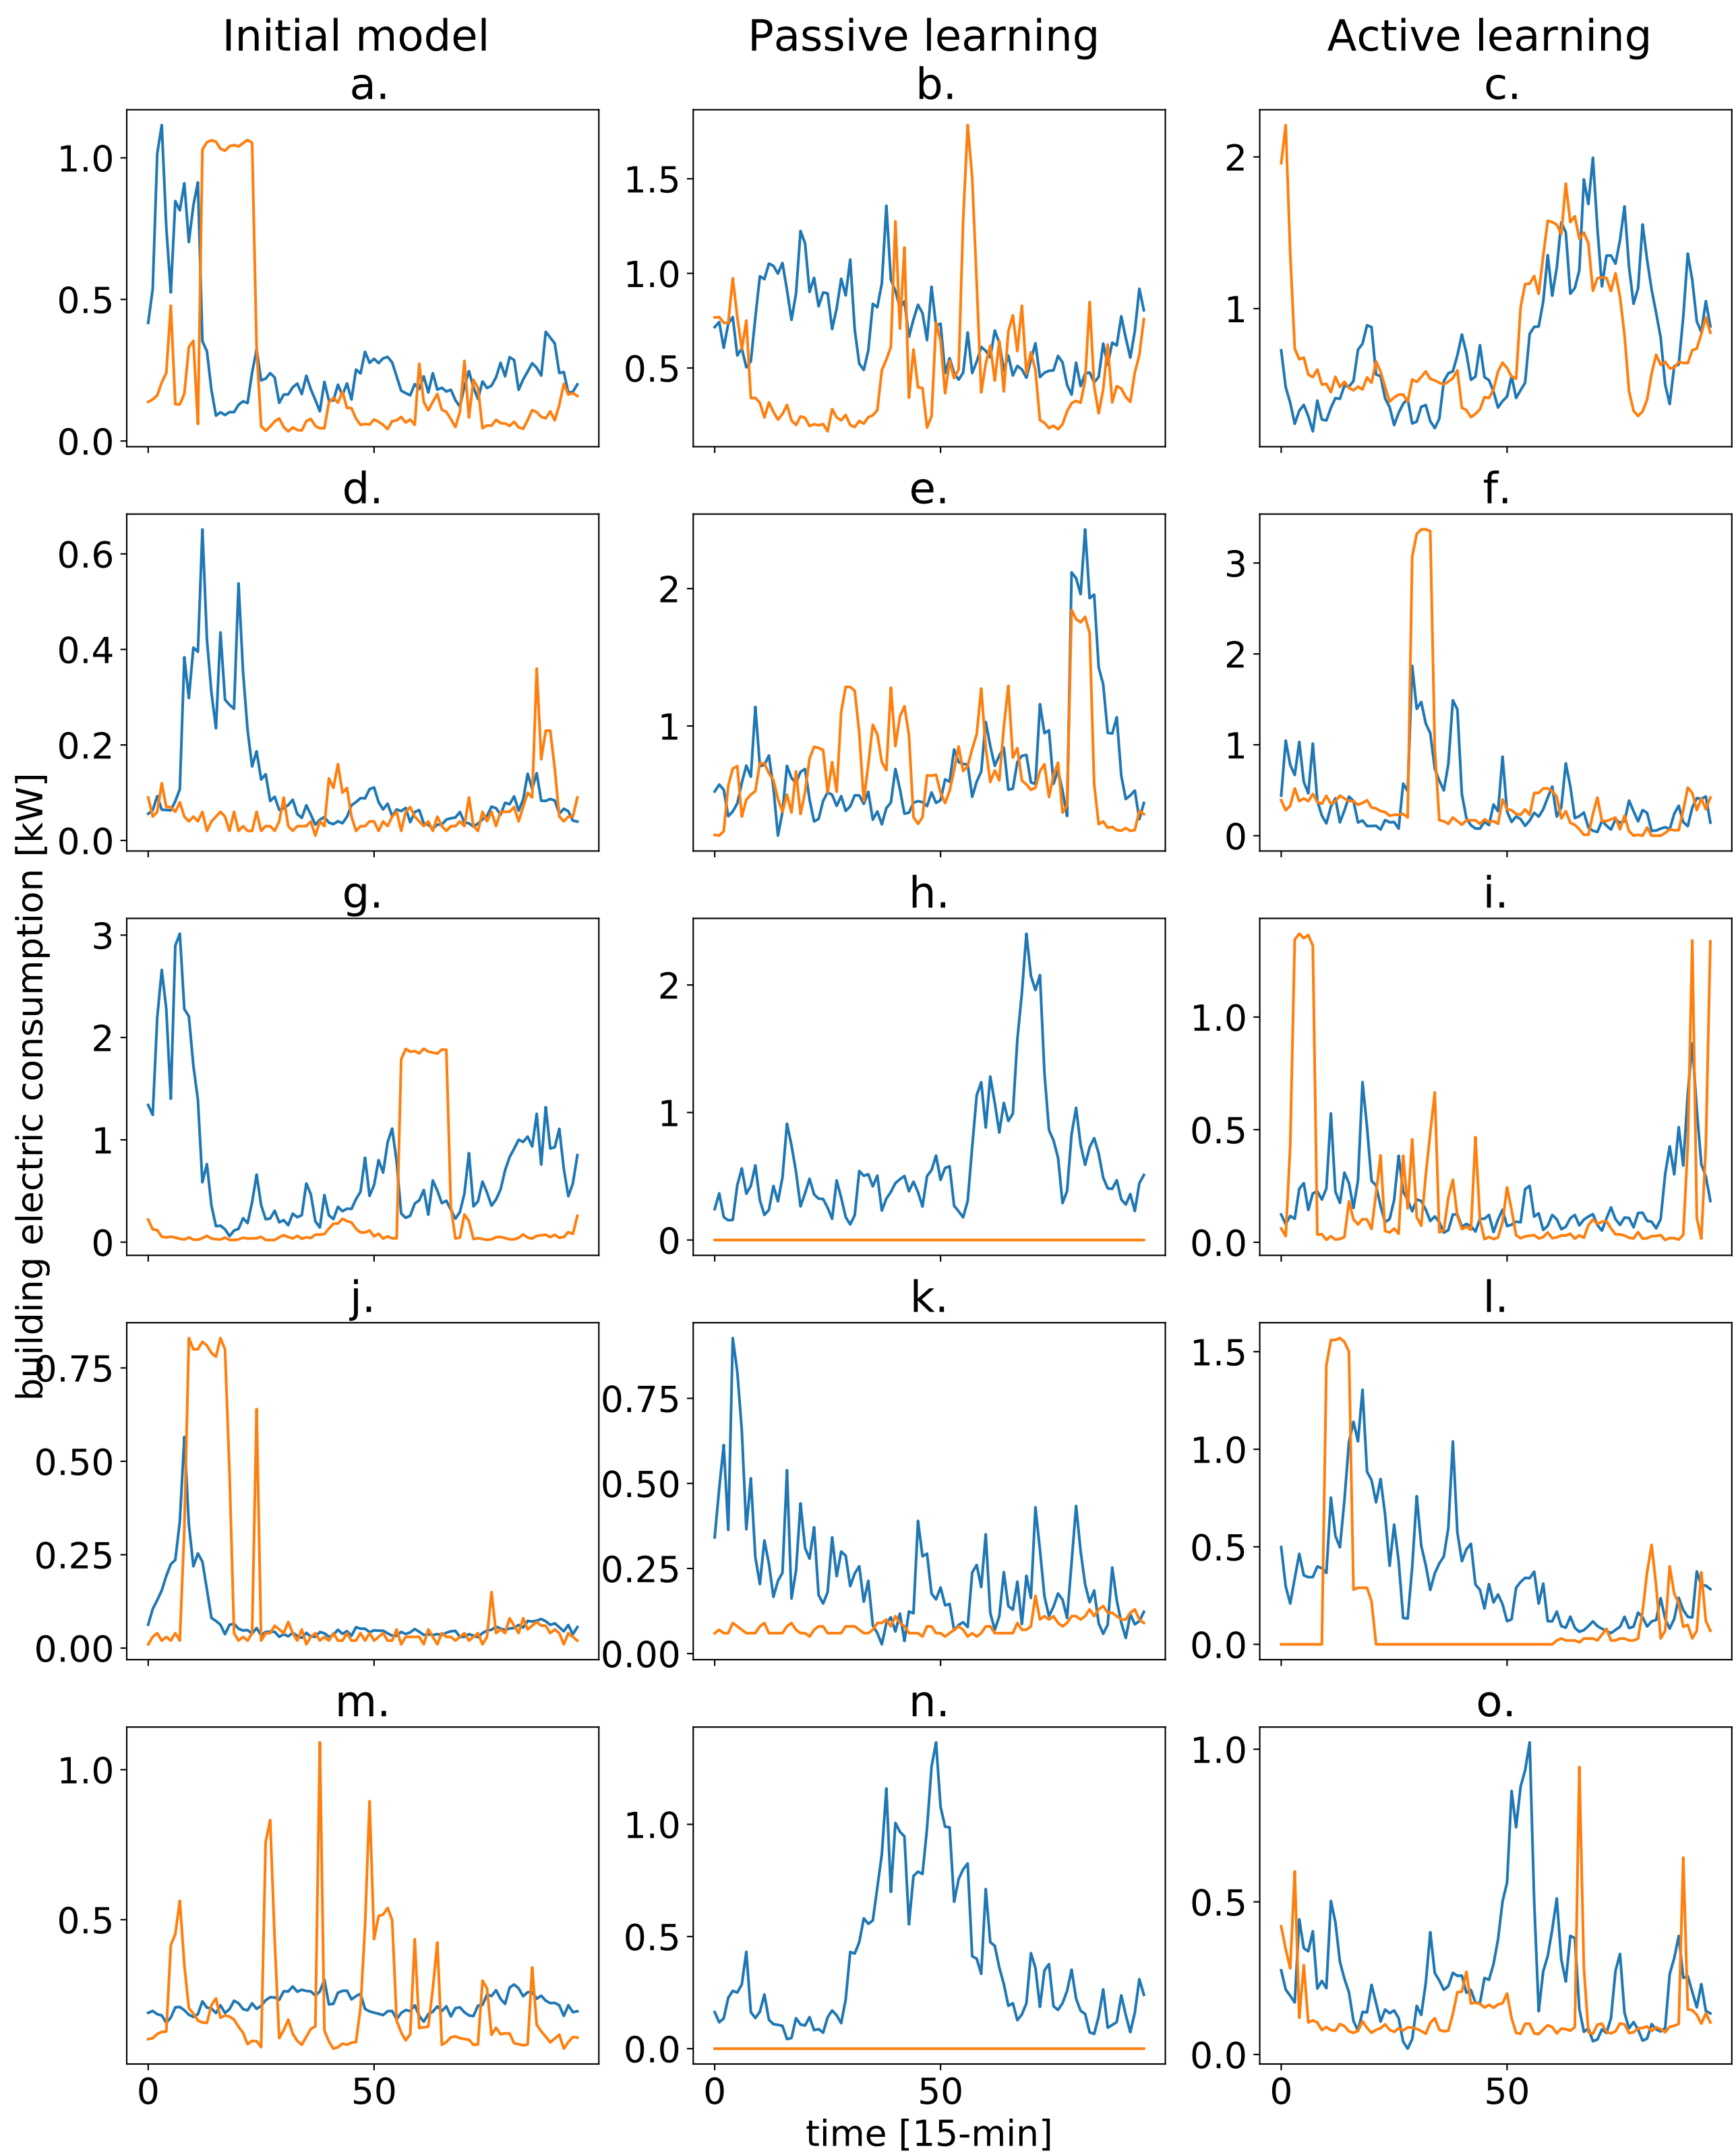 Initial model
Passive learning
Active learning
a.
b.
c.
1.0
0.5
0.0
1.5
1.0
0.5
2
1
d.
e.
f.
0.6
0.4
0.2
0.0
2
1
3
2
1
0
g.
h.
i.
3
2
1
0
2
1
0
1.0
0.5
0.0
j.
k.
l.
0.75
0.50
0.25
0.00
0.75
0.50
0.25
0.00
1.5
1.0
0.5
0.0
m.
n.
o.
1.0
0.5
1.0
0.5
0.0
1.0
0.5
0.0
0 50
0 50
0 50
time [15-min]
building electric consumption [kW]